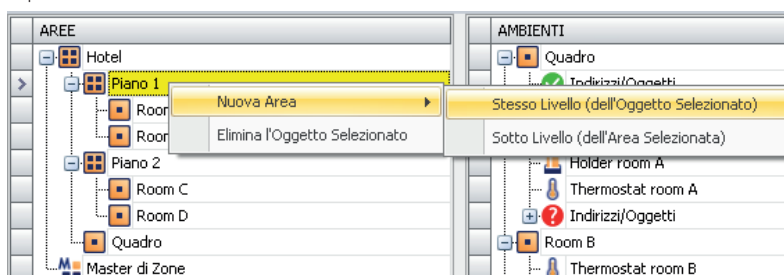 AREE
Hotel
Piano 1
Room
Room
Piano 2
Room C
Room D
Quadro
Master di Zone
Nuova Area
Elimina l'Oggetto Selezionato
Stesso Livello (dell'Oggetto Selezionato)
Sotto Livello (dell'Area Selezionata)
AMBIENTI
Quadro
Indirizzi/Oggetti
Holder room A
Thermostat room A
Indirizzi/Oggetti
Room B
Thermostat room B